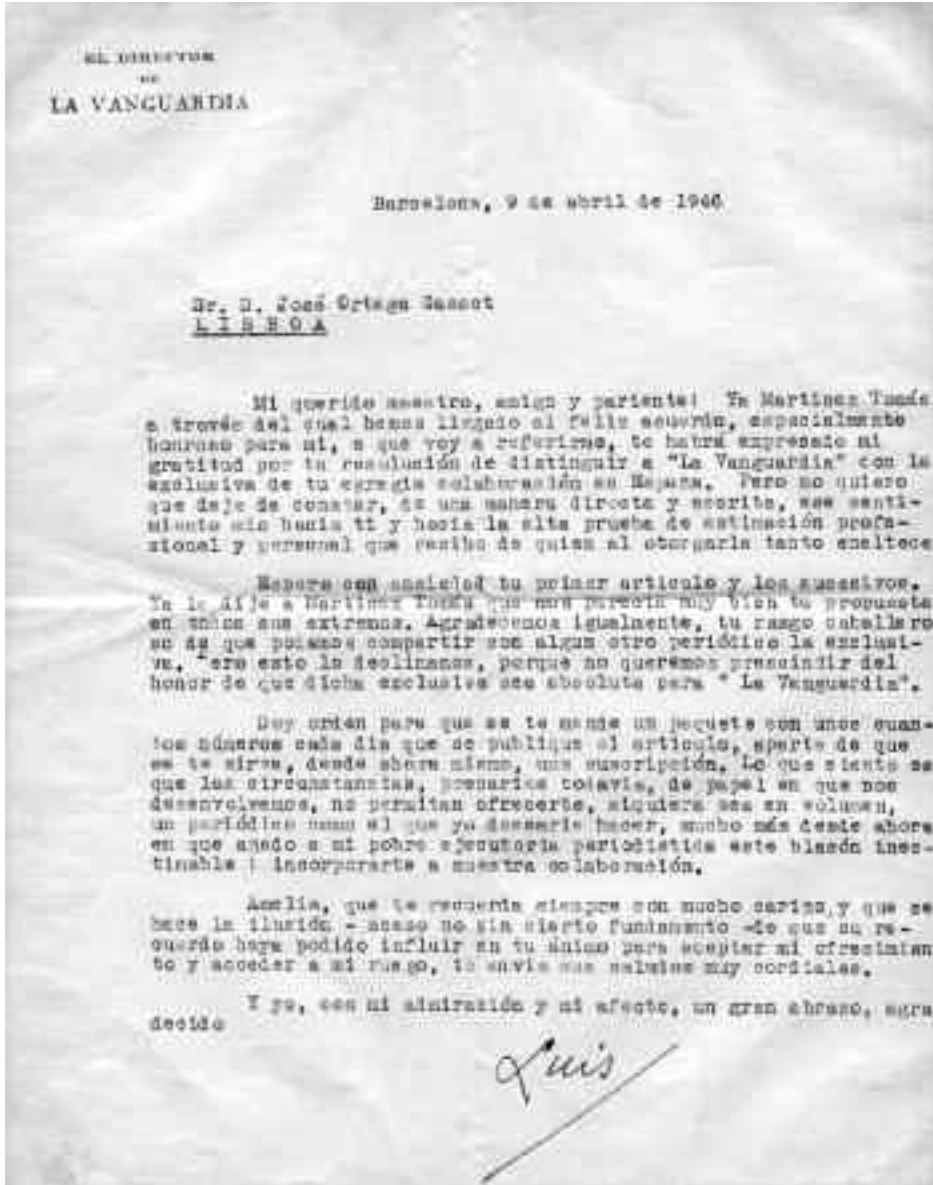 EL DIRECTOR
DE
LA VANGUARDIA
Barcelona, 9 de abril de 1946
Sr. D. José Ortega Gasset
LISBOA
Mi querido maestro, amigo y pariente: Ya Martinez Tomás
a través del cual hemos llegado al feliz acuerdo, especialmente
honroso para mi, a que voy a referirme, te habrá expresado mi
gratitud por tu resolución de distinguir a "La Vanguardia" con la
exclusiva de tu egregia colaboración en España. Pero no quiero
que deje de constar, de una manera directa y escrita, ese senti-
miento mio hacia ti y hacia la alta prueba de estimación profe-
sional y personal que recibo de quien al otorgarla tanto enaltece
Espero con ansiedad tu primer articulo y los sucesivos.
Ya le dije a Martinez Tomás que nos parecia muy bien tu propuesta
en todos sus extremos. Agradecemos igualmente, tu rasgo caballero
so de que podamos compartir con algun otro periódico la exclusi-
va. Pero esto lo declinamos, porque no queremos prescindir del
honor de que dicha exclusiva sea absoluta para " La Vanguardia".
Doy orden para que se te mande un paquete con unos cuan-
tos números cada dia que se publique el articulo, aparte de que
se te sirva, desde ahora mismo, una suscripción. Lo que siento es
que las circunstancias, precarias todavia, de papel en que nos
desenvolvemos, no permitan ofrecerte, siquiera sea en volumen,
un periódico como el que yo desearia hacer, mucho más desde ahora
en que añado a mi pobre ejecutoria periodistica este blasón ines-
timable : incorporarte a nuestra colaboración.
Amelia, que te recuerda siempre con mucho cariño, y que se
hace la ilusión - acaso no sin cierto fundamento -de que su re-
cuerdo haya podido influir en tu ánimo para aceptar mi ofrecimien
to y acceder a mi ruego, te envia sus saludos muy cordiales.
Y yo, con mi admiración y mi afecto, un gran abrazo, agra
decido
Luis